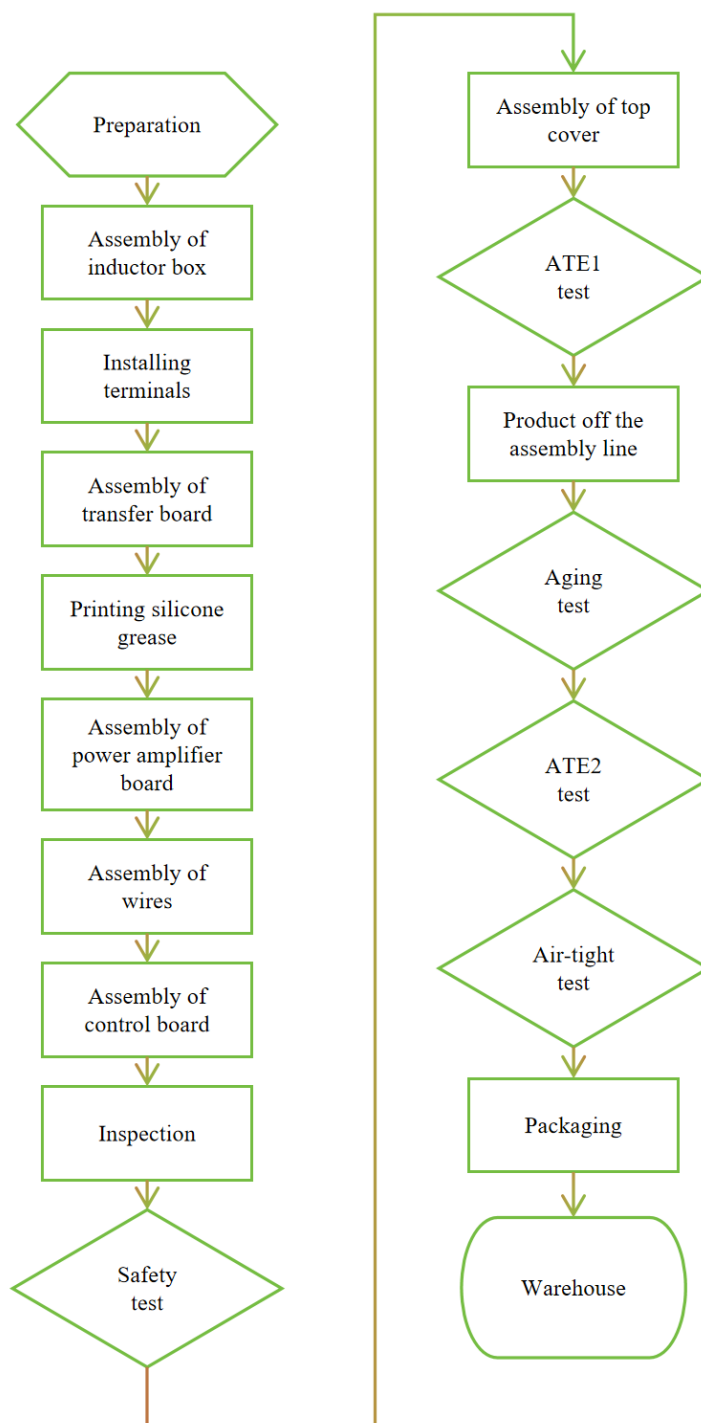 Preparation
Assembly of
inductor box
Installing
terminals
Assembly of
transfer board
Printing silicone
grease
Assembly of
power amplifier
board
Assembly of
wires
Assembly of
control board
Inspection
Safety
test
Assembly of top
cover
ATE1
test
Product off the
assembly line
Aging
test
ATE2
test
Air-tight
test
Packaging
Warehouse